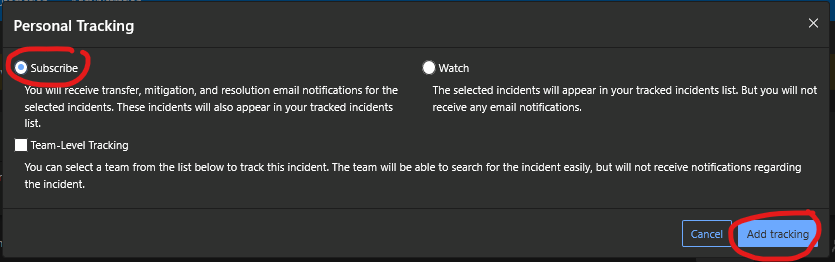 Personal Tracking
Subscribe
You will receive transfer, mitigation, and resolution email notifications for the
selected incidents. These incidents will also appear in your tracked incidents
list.
Watch
The selected incidents will appear in your tracked incidents list. But you will not
receive any email notifications.
Team-Level Tracking
You can select a team from the list below to track this incident. The team will be able to search for the incident easily, but will not receive notifications regarding
the incident.
Cancel
Add tracking